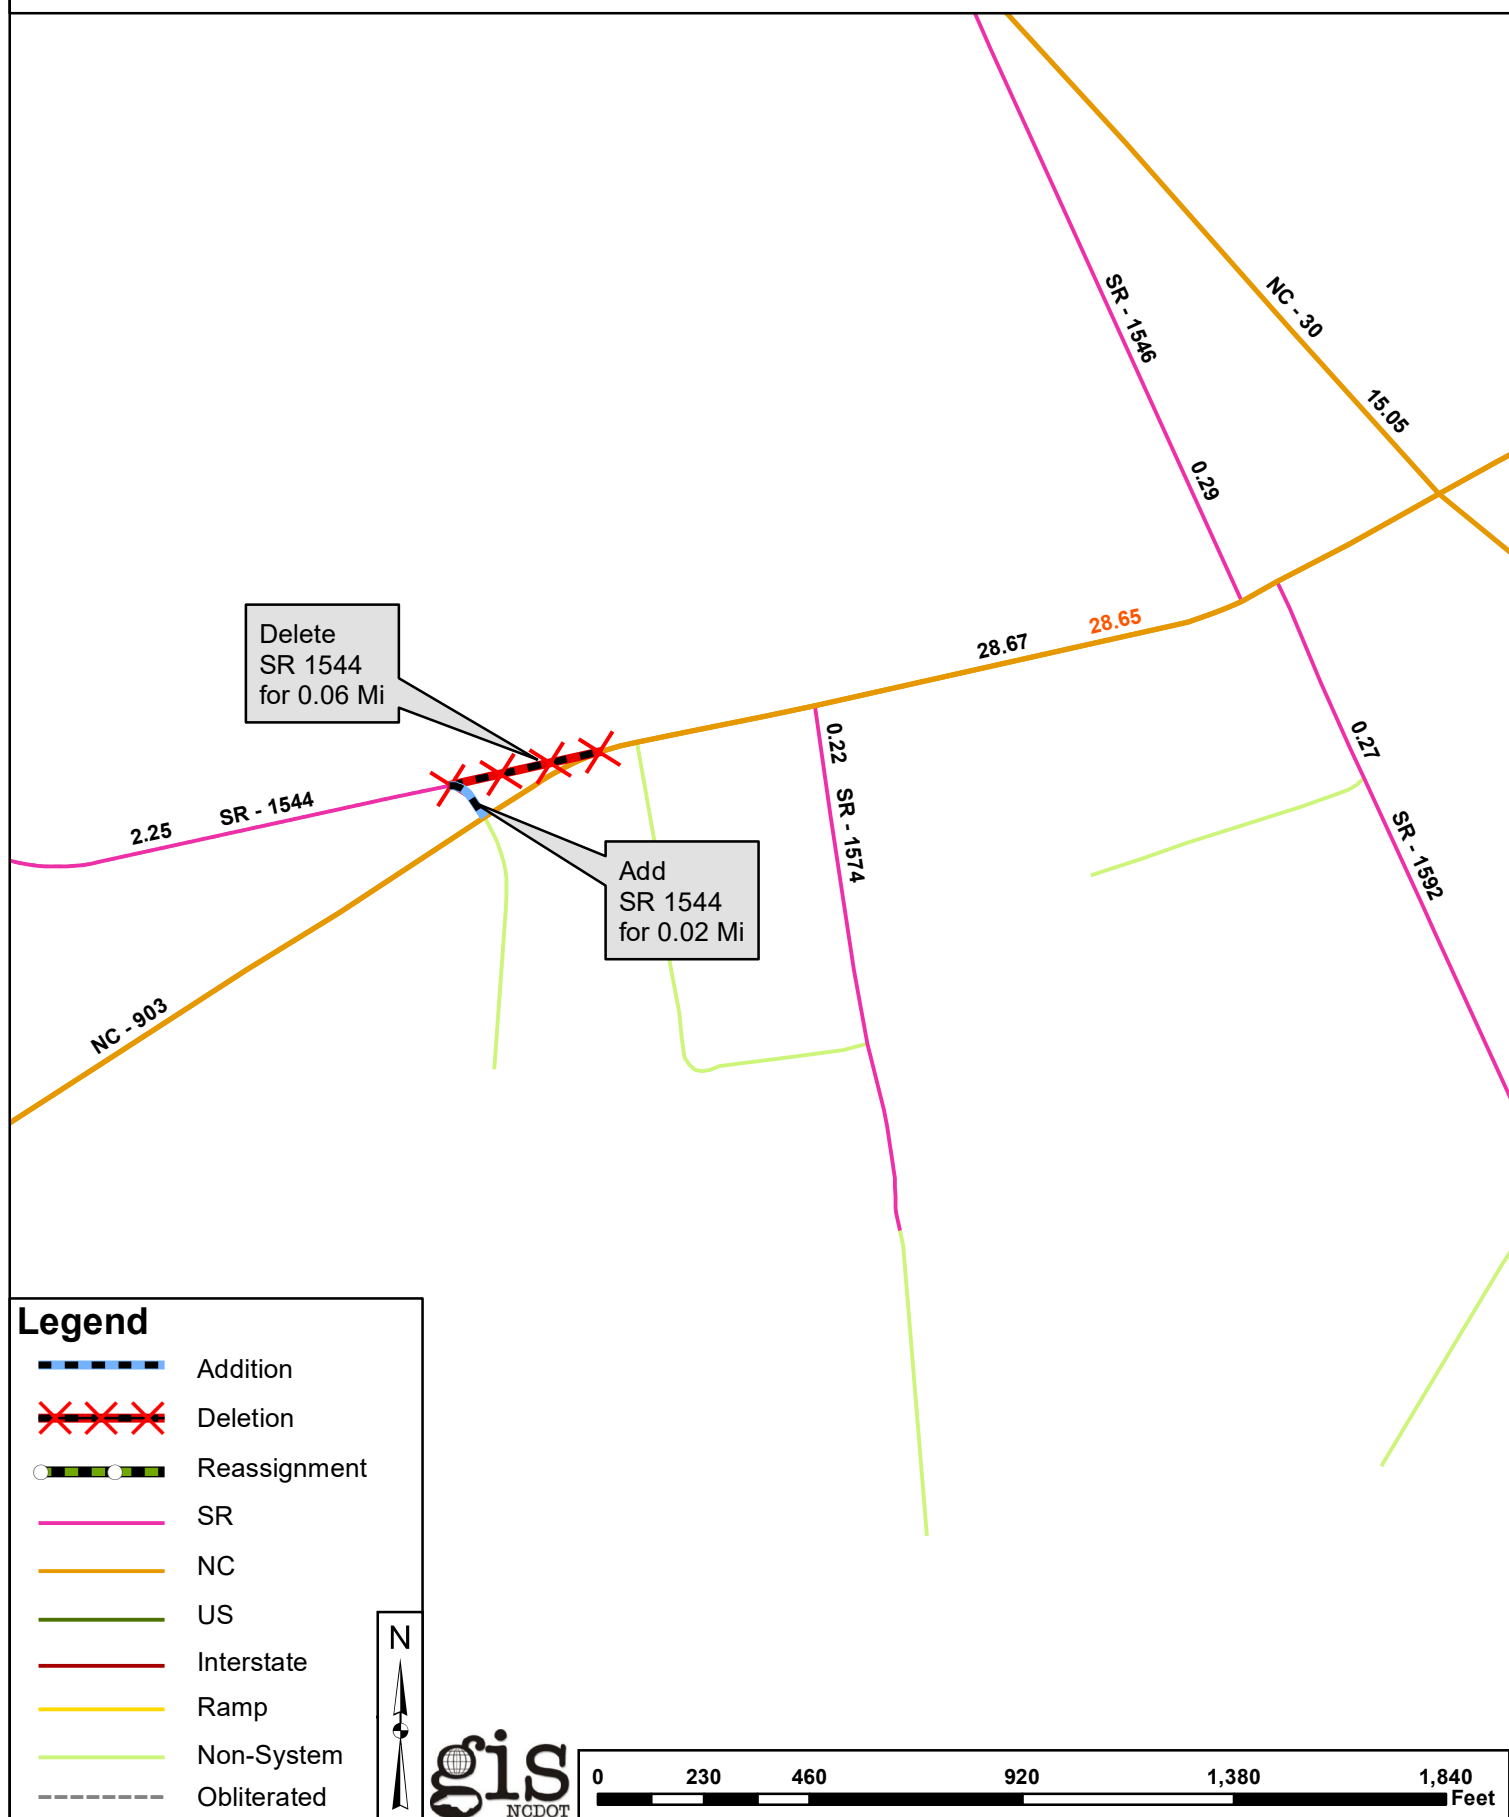 SR - 1546
NC - 30
15.05
0.29
28.65
28.67
Delete
SR 1544
for 0.06 Mi
0.22 SR - 1574
0.27
SR - 1544
2.25
SR - 1592
Add
SR 1544
for 0.02 Mi
NC - 903
Legend
Addition
Deletion
Reassignment
SR
NC
US
Interstate
Ramp
Non-System
Obliterated
N
gis
NCDOT
0 230 460 920 1,380 1,840
Feet